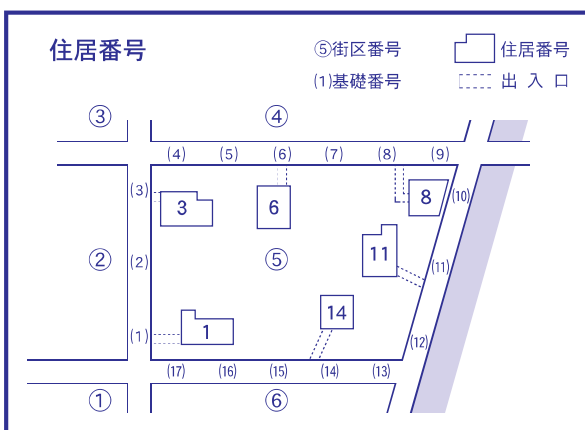 住居番号
⑤街区番号
住居番号
(1)基礎番号
出入口
③
④
(4) (5) (6) (7) (8) (9)
(3)
3
6
8
(10)
②
(2)
⑤
11
(11)
14
(1)
1
(12)
(17) (16) (15) (14) (13)
①
⑥